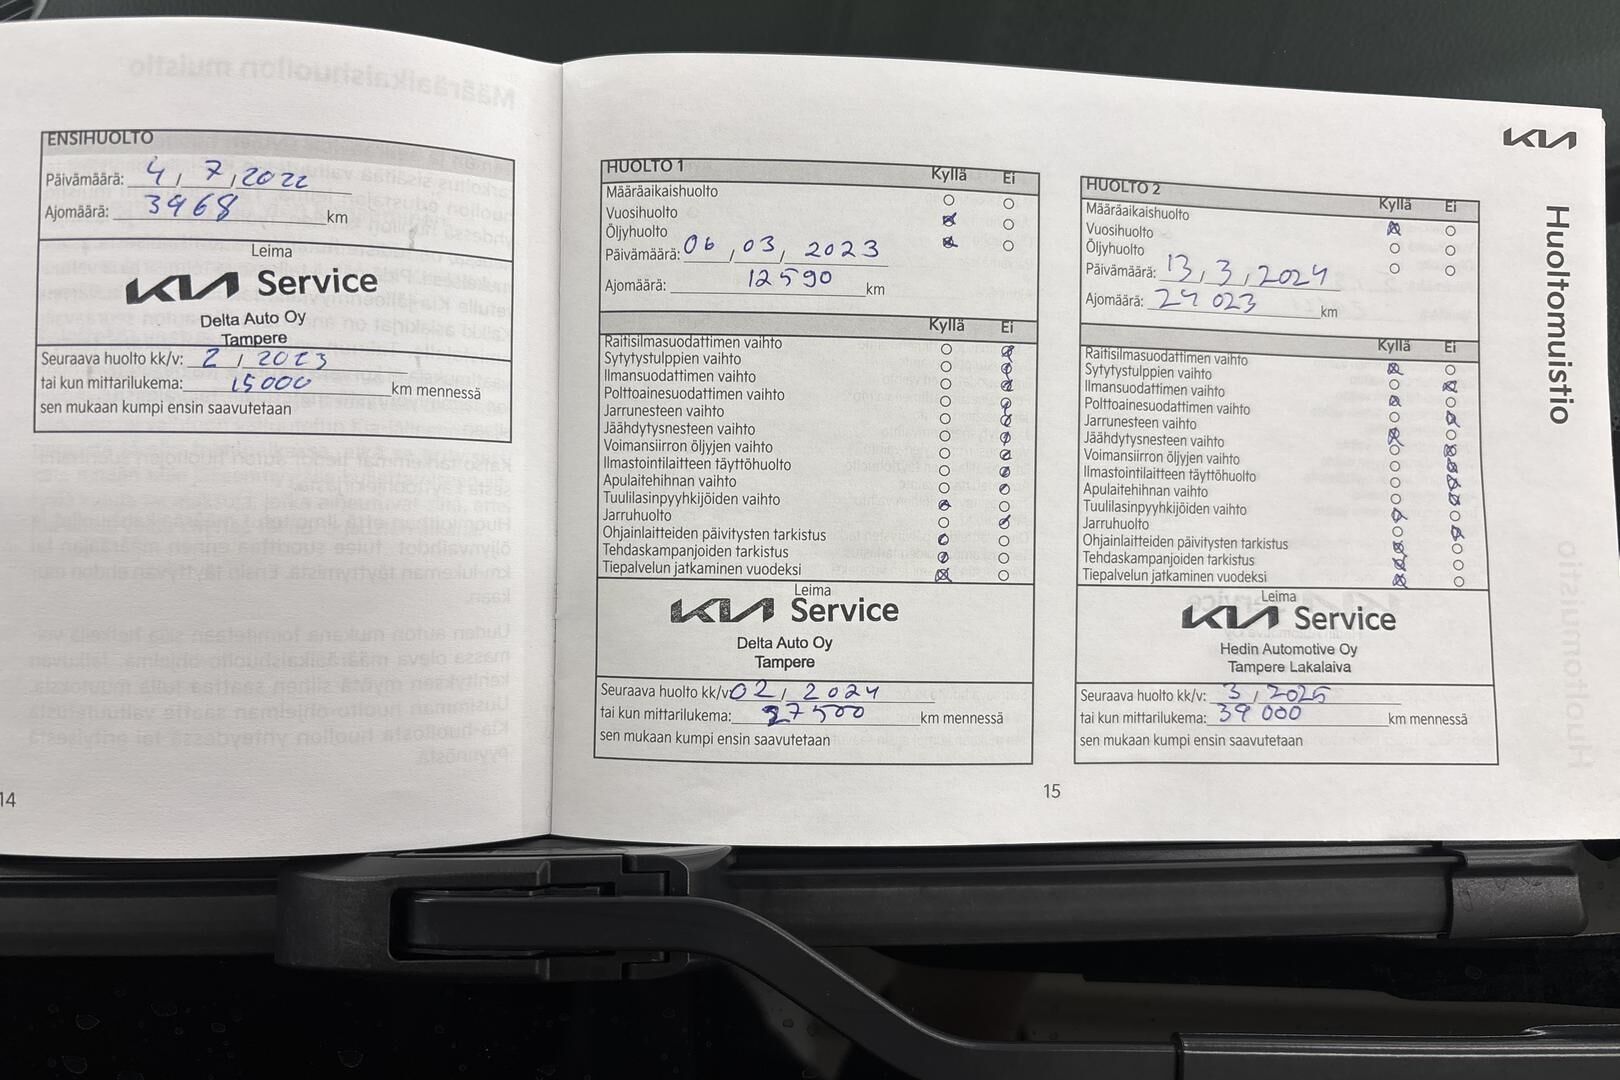 ENSIHUOLTO
Päivämäärä: 4 / 7 / 2022
Ajomäärä: 3968 km
Leima
KIA Service
Delta Auto Oy
Tampere
Seuraava huolto kk/v: 2 / 2023
tai kun mittarilukema: 15000 km mennessä
sen mukaan kumpi ensin saavutetaan
14
HUOLTO 1
Kyllä Ei
Määräaikaishuolto
Vuosihuolto
Öljyhuolto
Päivämäärä: 06 / 03 / 2023
Ajomäärä: 12590 km
Kyllä Ei
Raitisilmasuodattimen vaihto
Sytytystulppien vaihto
Ilmansuodattimen vaihto
Polttoainesuodattimen vaihto
Jarrunesteen vaihto
Jäähdytysnesteen vaihto
Voimansiirron öljyjen vaihto
Ilmastointilaitteen täyttöhuolto
Apulaitehihnan vaihto
Tuulilasinpyyhkijöiden vaihto
Jarruhuolto
Ohjainlaitteiden päivitysten tarkistus
Tehdaskampanjoiden tarkistus
Tiepalvelun jatkaminen vuodeksi
Leima
KIA Service
Delta Auto Oy
Tampere
Seuraava huolto kk/v: 02 / 2024
tai kun mittarilukema: 27500 km mennessä
sen mukaan kumpi ensin saavutetaan
15
KIA
HUOLTO 2
Kyllä Ei
Määräaikaishuolto
Vuosihuolto
Öljyhuolto
Päivämäärä: 13 / 3 / 2024
Ajomäärä: 24 023 km
Kyllä Ei
Raitisilmasuodattimen vaihto
Sytytystulppien vaihto
Ilmansuodattimen vaihto
Polttoainesuodattimen vaihto
Jarrunesteen vaihto
Jäähdytysnesteen vaihto
Voimansiirron öljyjen vaihto
Ilmastointilaitteen täyttöhuolto
Apulaitehihnan vaihto
Tuulilasinpyyhkijöiden vaihto
Jarruhuolto
Ohjainlaitteiden päivitysten tarkistus
Tehdaskampanjoiden tarkistus
Tiepalvelun jatkaminen vuodeksi
Leima
KIA Service
Hedin Automotive Oy
Tampere Lakalaiva
Seuraava huolto kk/v: 3 / 2025
tai kun mittarilukema: 39 000 km mennessä
sen mukaan kumpi ensin saavutetaan
Huoltomuistio